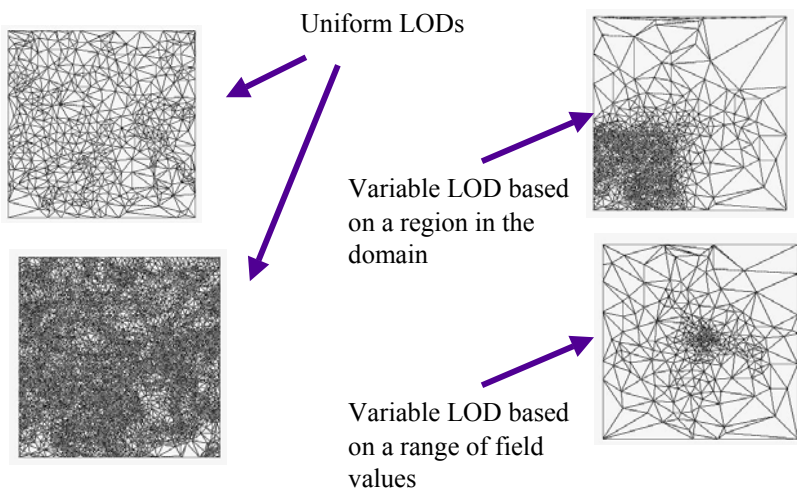 Uniform LODs
Variable LOD based
on a region in the
domain
Variable LOD based
on a range of field
values